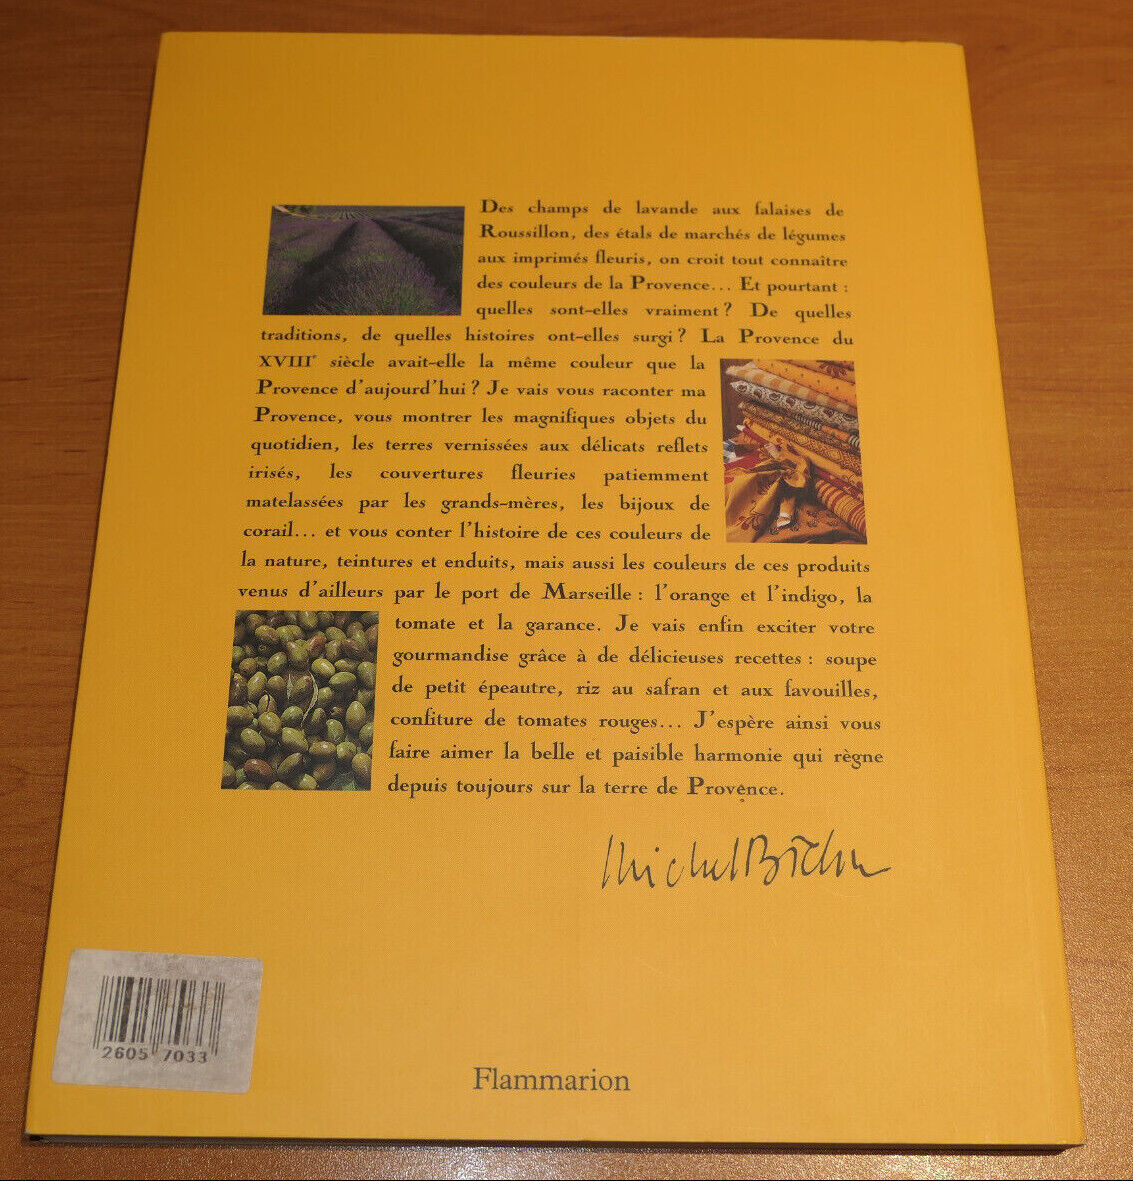 Des champs de lavande aux falaises de
Roussillon, des étals de marchés de légumes
aux imprimés fleuris, on croit tout connaître
des couleurs de la Provence... Et pourtant :
quelles sont-elles vraiment ? De quelles
traditions, de quelles histoires ont-elles surgi ? La Provence du
XVIIIe siècle avait-elle la même couleur que la
Provence d'aujourd'hui ? Je vais vous raconter ma
Provence, vous montrer les magnifiques objets du
quotidien, les terres vernissées aux délicats reflets
irisés, les couvertures fleuries patiemment
matelassées par les grands-mères, les bijoux de
corail... et vous conter l'histoire de ces couleurs de
la nature, teintures et enduits, mais aussi les couleurs de ces produits
venus d'ailleurs par le port de Marseille : l'orange et l'indigo, la
tomate et la garance. Je vais enfin exciter votre
gourmandise grâce à de délicieuses recettes : soupe
de petit épeautre, riz au safran et aux favouilles,
confiture de tomates rouges... J'espère ainsi vous
faire aimer la belle et paisible harmonie qui règne
depuis toujours sur la terre de Provence.
Michel Biehn
2605 7033
Flammarion